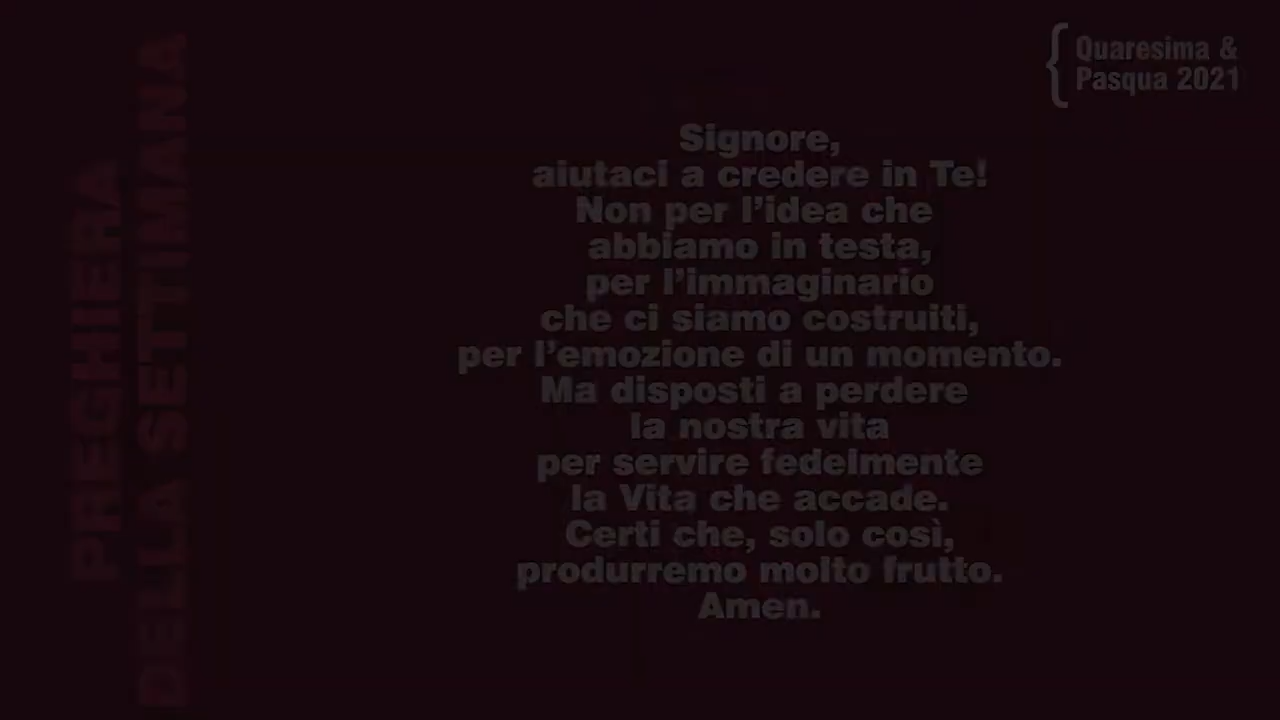 PREGHIERA
DELLA SETTIMANA
{ Quaresima &
Pasqua 2021
Signore,
aiutaci a credere in Te!
Non per l’idea che
abbiamo in testa,
per l’immaginario
che ci siamo costruiti,
per l’emozione di un momento.
Ma disposti a perdere
la nostra vita
per servire fedelmente
la Vita che accade.
Certi che, solo così,
produrremo molto frutto.
Amen.